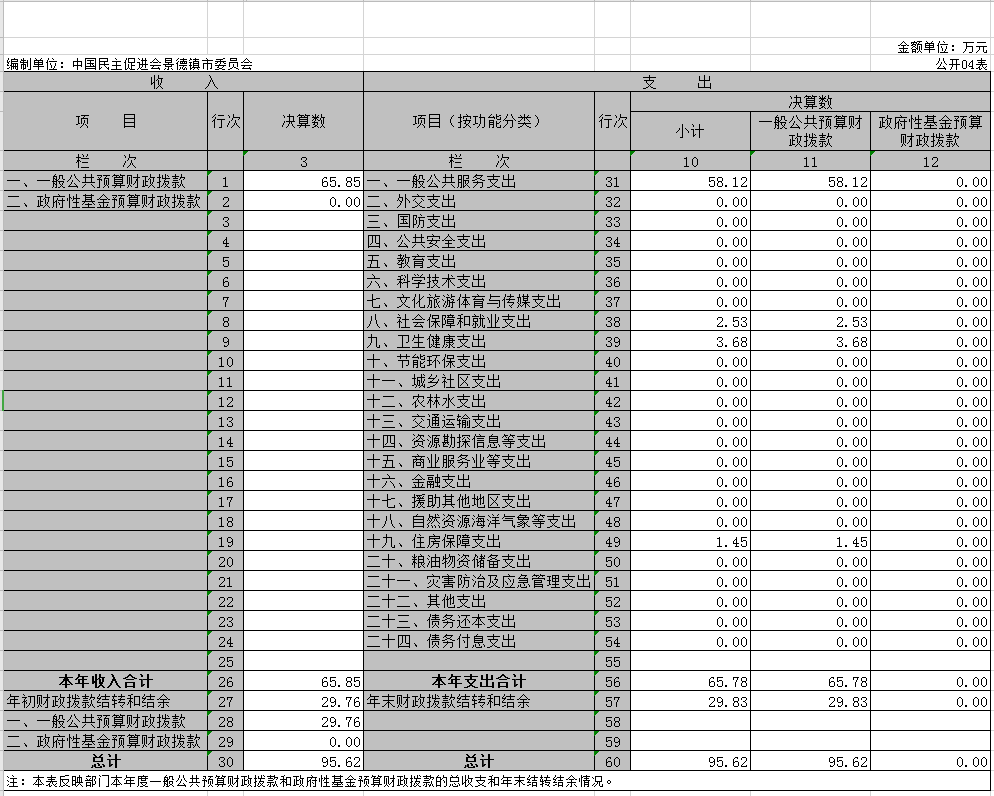 金额单位：万元
编制单位：中国民主促进会景德镇市委员会 公开04表
收 入 支 出
项 目 行次 决算数 项目（按功能分类） 行次 决算数
小计 一般公共预算财政拨款 政府性基金预算财政拨款
栏 次 3 栏 次 10 11 12
一、一般公共预算财政拨款 1 65.85 一、一般公共服务支出 31 58.12 58.12 0.00
二、政府性基金预算财政拨款 2 0.00 二、外交支出 32 0.00 0.00 0.00
3 三、国防支出 33 0.00 0.00 0.00
4 四、公共安全支出 34 0.00 0.00 0.00
5 五、教育支出 35 0.00 0.00 0.00
6 六、科学技术支出 36 0.00 0.00 0.00
7 七、文化旅游体育与传媒支出 37 0.00 0.00 0.00
8 八、社会保障和就业支出 38 2.53 2.53 0.00
9 九、卫生健康支出 39 3.68 3.68 0.00
10 十、节能环保支出 40 0.00 0.00 0.00
11 十一、城乡社区支出 41 0.00 0.00 0.00
12 十二、农林水支出 42 0.00 0.00 0.00
13 十三、交通运输支出 43 0.00 0.00 0.00
14 十四、资源勘探信息等支出 44 0.00 0.00 0.00
15 十五、商业服务业等支出 45 0.00 0.00 0.00
16 十六、金融支出 46 0.00 0.00 0.00
17 十七、援助其他地区支出 47 0.00 0.00 0.00
18 十八、自然资源海洋气象等支出 48 0.00 0.00 0.00
19 十九、住房保障支出 49 1.45 1.45 0.00
20 二十、粮油物资储备支出 50 0.00 0.00 0.00
21 二十一、灾害防治及应急管理支出 51 0.00 0.00 0.00
22 二十二、其他支出 52 0.00 0.00 0.00
23 二十三、债务还本支出 53 0.00 0.00 0.00
24 二十四、债务付息支出 54 0.00 0.00 0.00
25 55
本年收入合计 26 65.85 本年支出合计 56 65.78 65.78 0.00
年初财政拨款结转和结余 27 29.76 年末财政拨款结转和结余 57 29.83 29.83 0.00
一、一般公共预算财政拨款 28 29.76 58
二、政府性基金预算财政拨款 29 0.00 59
总计 30 95.62 总计 60 95.62 95.62 0.00
注：本表反映部门本年度一般公共预算财政拨款和政府性基金预算财政拨款的总收支和年末结转结余情况。